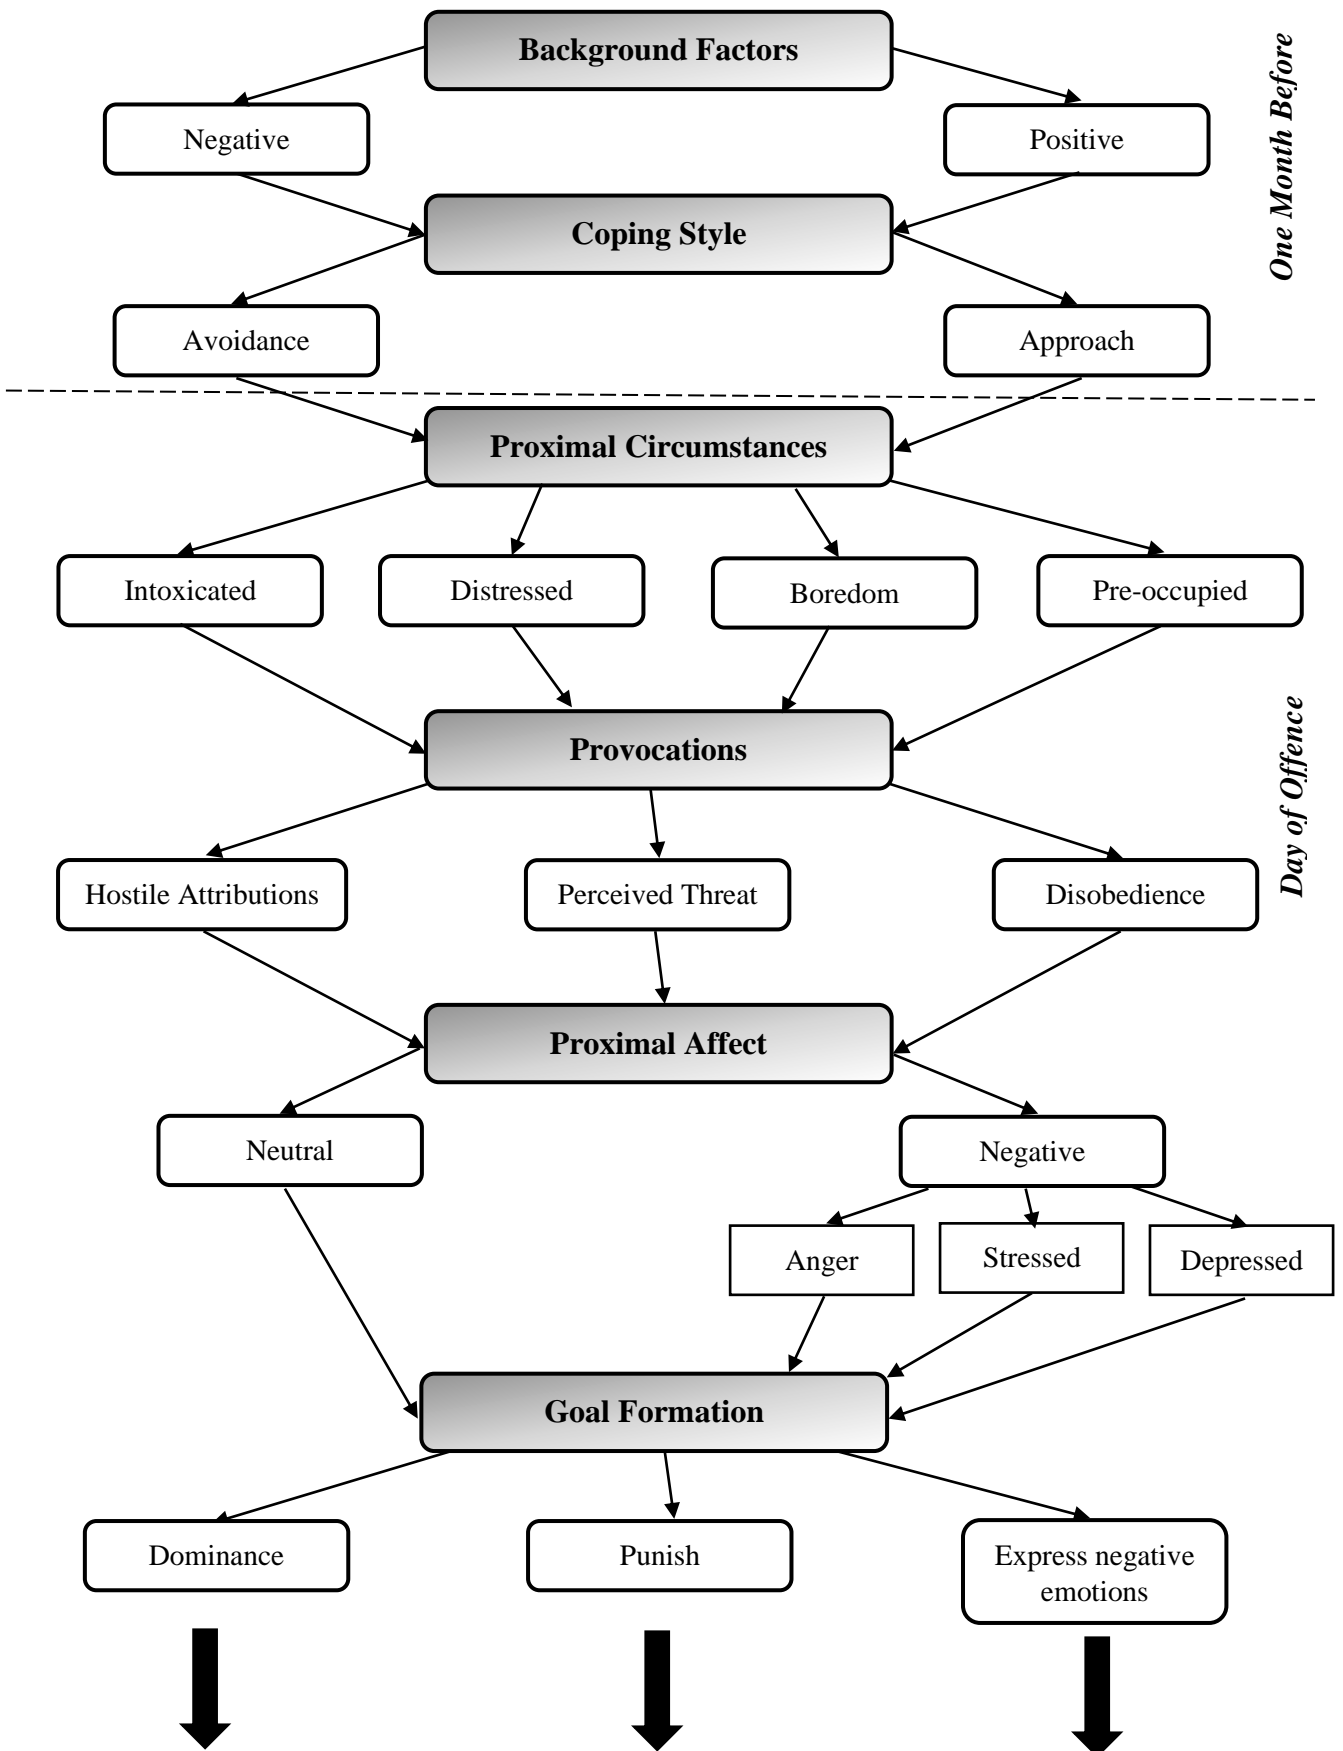 Background Factors
Negative
Positive
One Month Before
Coping Style
Avoidance
Approach
Proximal Circumstances
Intoxicated
Distressed
Boredom
Pre-occupied
Provocations
Day of Offence
Hostile Attributions
Perceived Threat
Disobedience
Proximal Affect
Neutral
Negative
Anger
Stressed
Depressed
Goal Formation
Dominance
Punish
Express negative
emotions